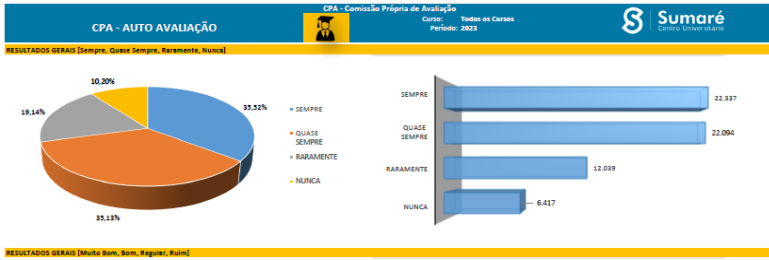 CPA - Comissão Própria de Avaliação
CPA - AUTO AVALIAÇÃO
Curso: Todos os Cursos
Período: 2023
Sumaré
Centro Universitário
RESULTADOS GERAIS [Sempre, Quase Sempre, Raramente, Nunca]
10,20%
19,14%
35,52%
35,13%
SEMPRE
QUASE
SEMPRE
RARAMENTE
NUNCA
SEMPRE
22.337
QUASE
SEMPRE
22.094
RARAMENTE
12.039
NUNCA
6.417
RESULTADOS GERAIS [Muito Bom, Bom, Regular, Ruim]